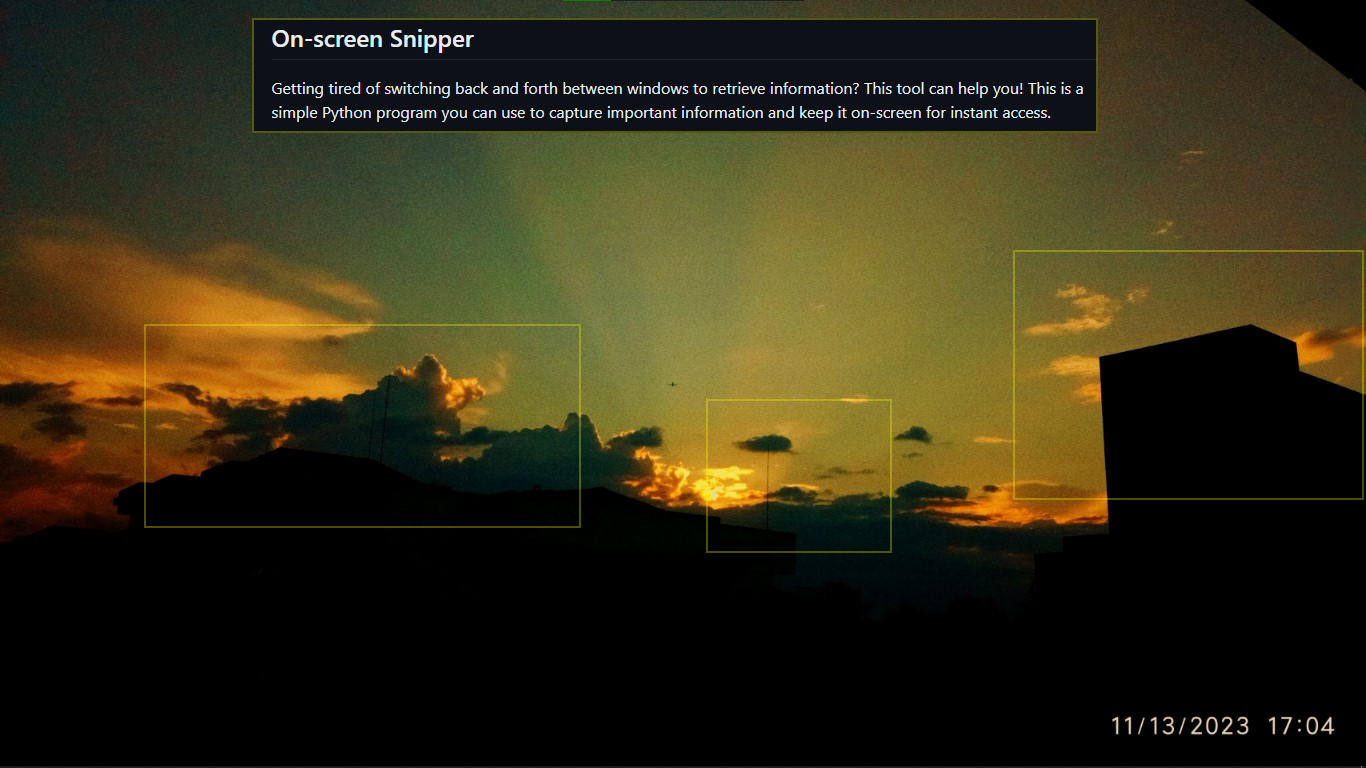 On-screen Snipper
Getting tired of switching back and forth between windows to retrieve information? This tool can help you! This is a
simple Python program you can use to capture important information and keep it on-screen for instant access.
11/13/2023 17:04